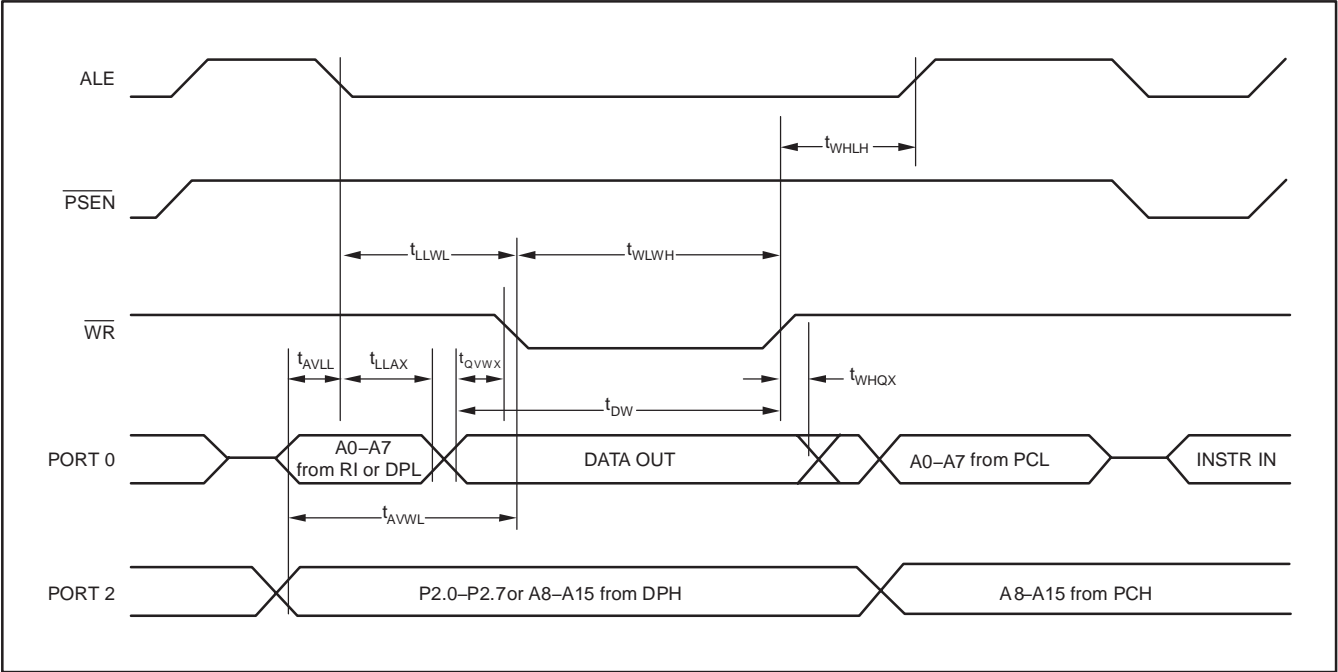 ALE
tWHLH
PSEN
tLLWL
tWLWH
WR
tAVLL
tLLAX
tQVWX
tWHQX
tDW
PORT 0
A0–A7
from RI or DPL
DATA OUT
A0–A7 from PCL
INSTR IN
tAVWL
PORT 2
P2.0–P2.7or A8–A15 from DPH
A8–A15 from PCH